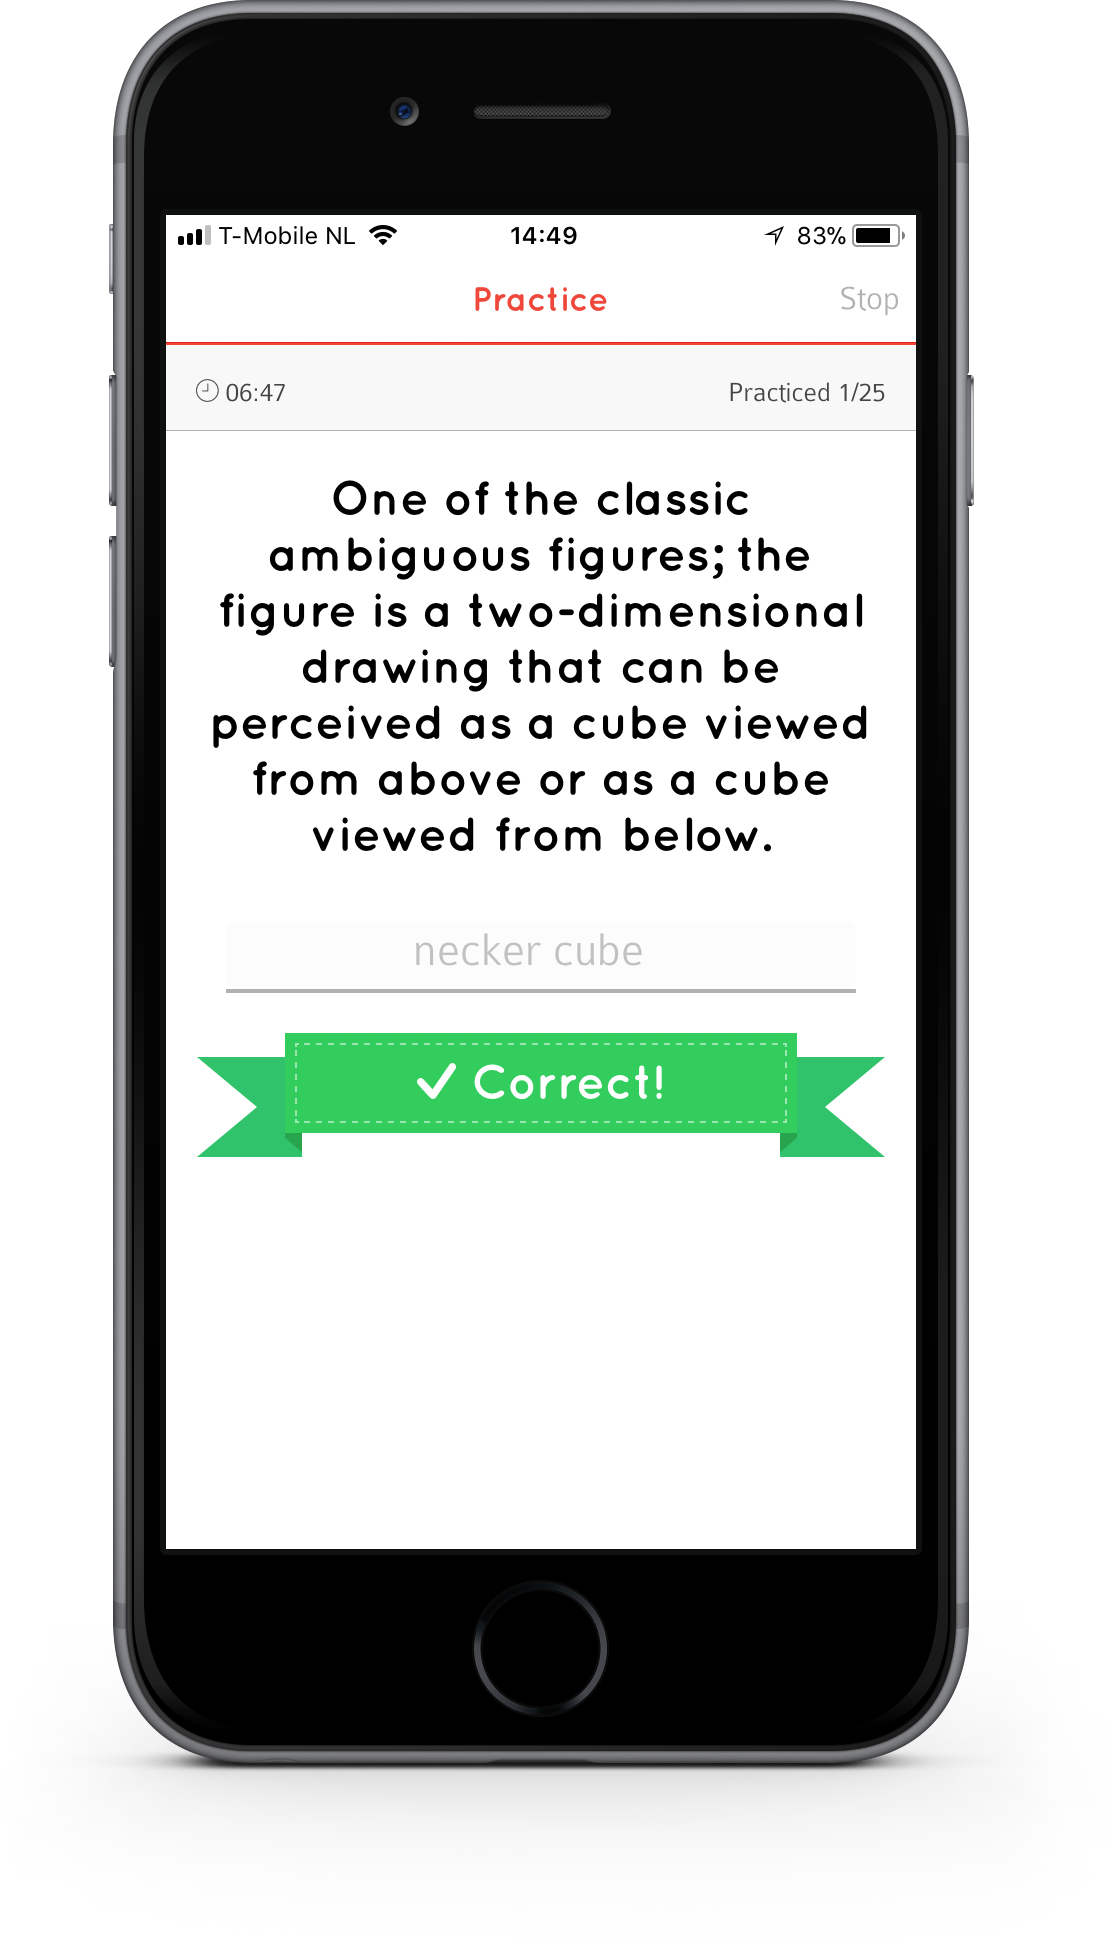 T-Mobile NL 14:49 83%
Practice Stop
06:47 Practiced 1/25
One of the classic
ambiguous figures; the
figure is a two-dimensional
drawing that can be
perceived as a cube viewed
from above or as a cube
viewed from below.
necker cube
✓ Correct!